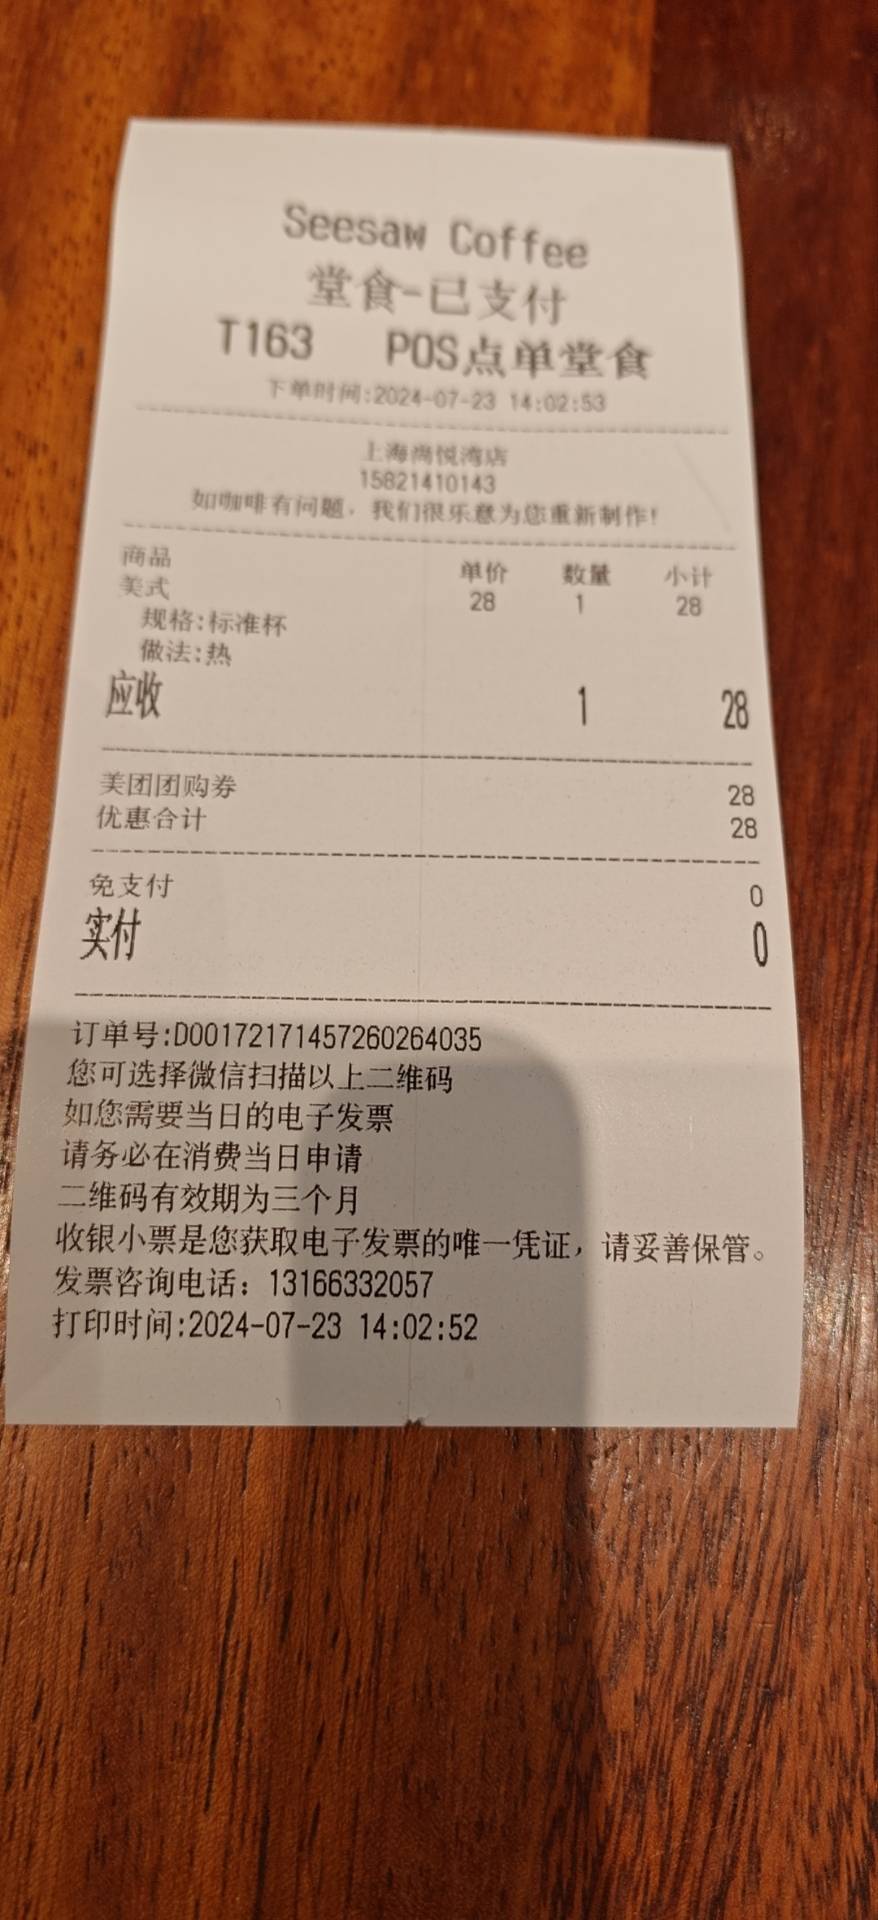 Seesaw Coffee
堂食-已支付
T163 POS点单堂食
下单时间:2024-07-23 14:02:53
上海尚悦湾店
15821410143
如咖啡有问题，我们很乐意为您重新制作!
商品 单价 数量 小计
美式 28 1 28
规格:标准杯
做法:热
应收 1 28
美团团购券 28
优惠合计 28
免支付 0
实付 0
订单号:D00172171457260264035
您可选择微信扫描以上二维码
如您需要当日的电子发票
请务必在消费当日申请
二维码有效期为三个月
收银小票是您获取电子发票的唯一凭证，请妥善保管。
发票咨询电话：13166332057
打印时间:2024-07-23 14:02:52